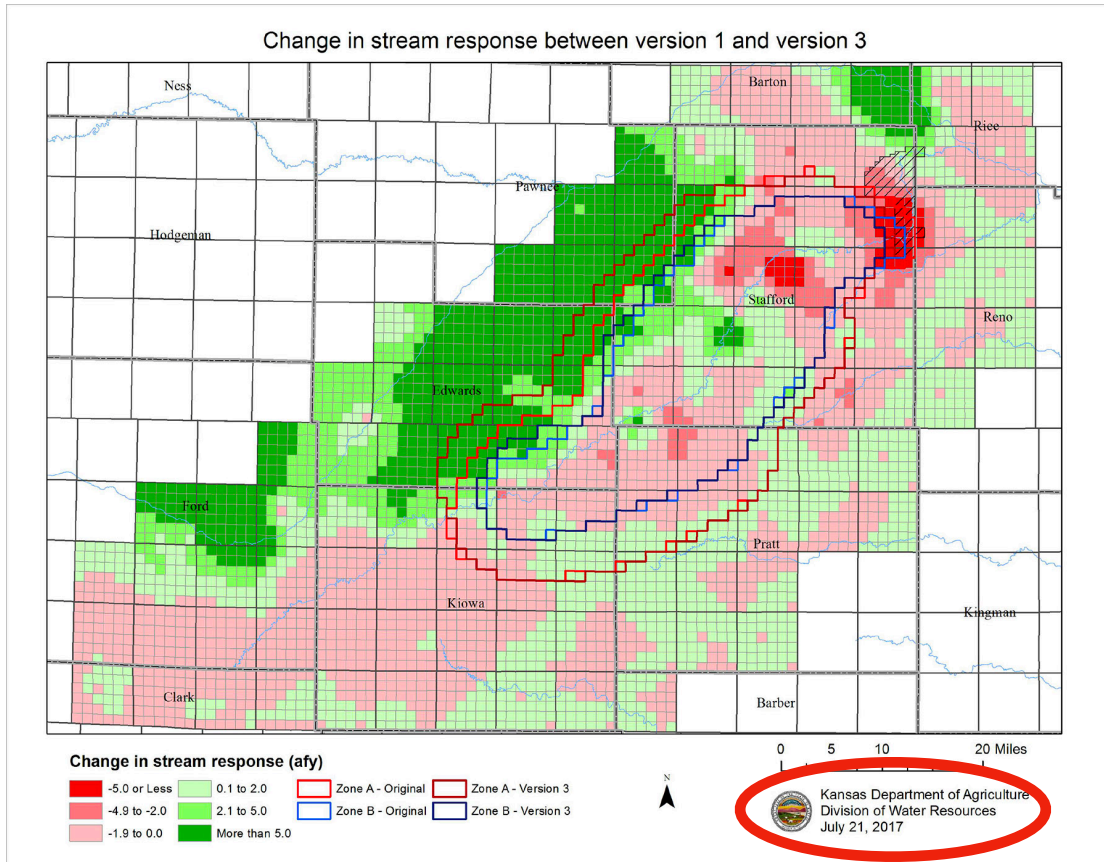 Change in stream response between version 1 and version 3
Ness
Barton
Rice
Pawnee
Hodgeman
Stafford
Reno
Edwards
Ford
Pratt
Kiowa
Kingman
Clark
Barber
0 5 10 20 Miles
Change in stream response (afy)
-5.0 or Less
0.1 to 2.0
Zone A - Original
Zone A - Version 3
-4.9 to -2.0
2.1 to 5.0
Zone B - Original
Zone B - Version 3
-1.9 to 0.0
More than 5.0
N
Kansas Department of Agriculture
Division of Water Resources
July 21, 2017